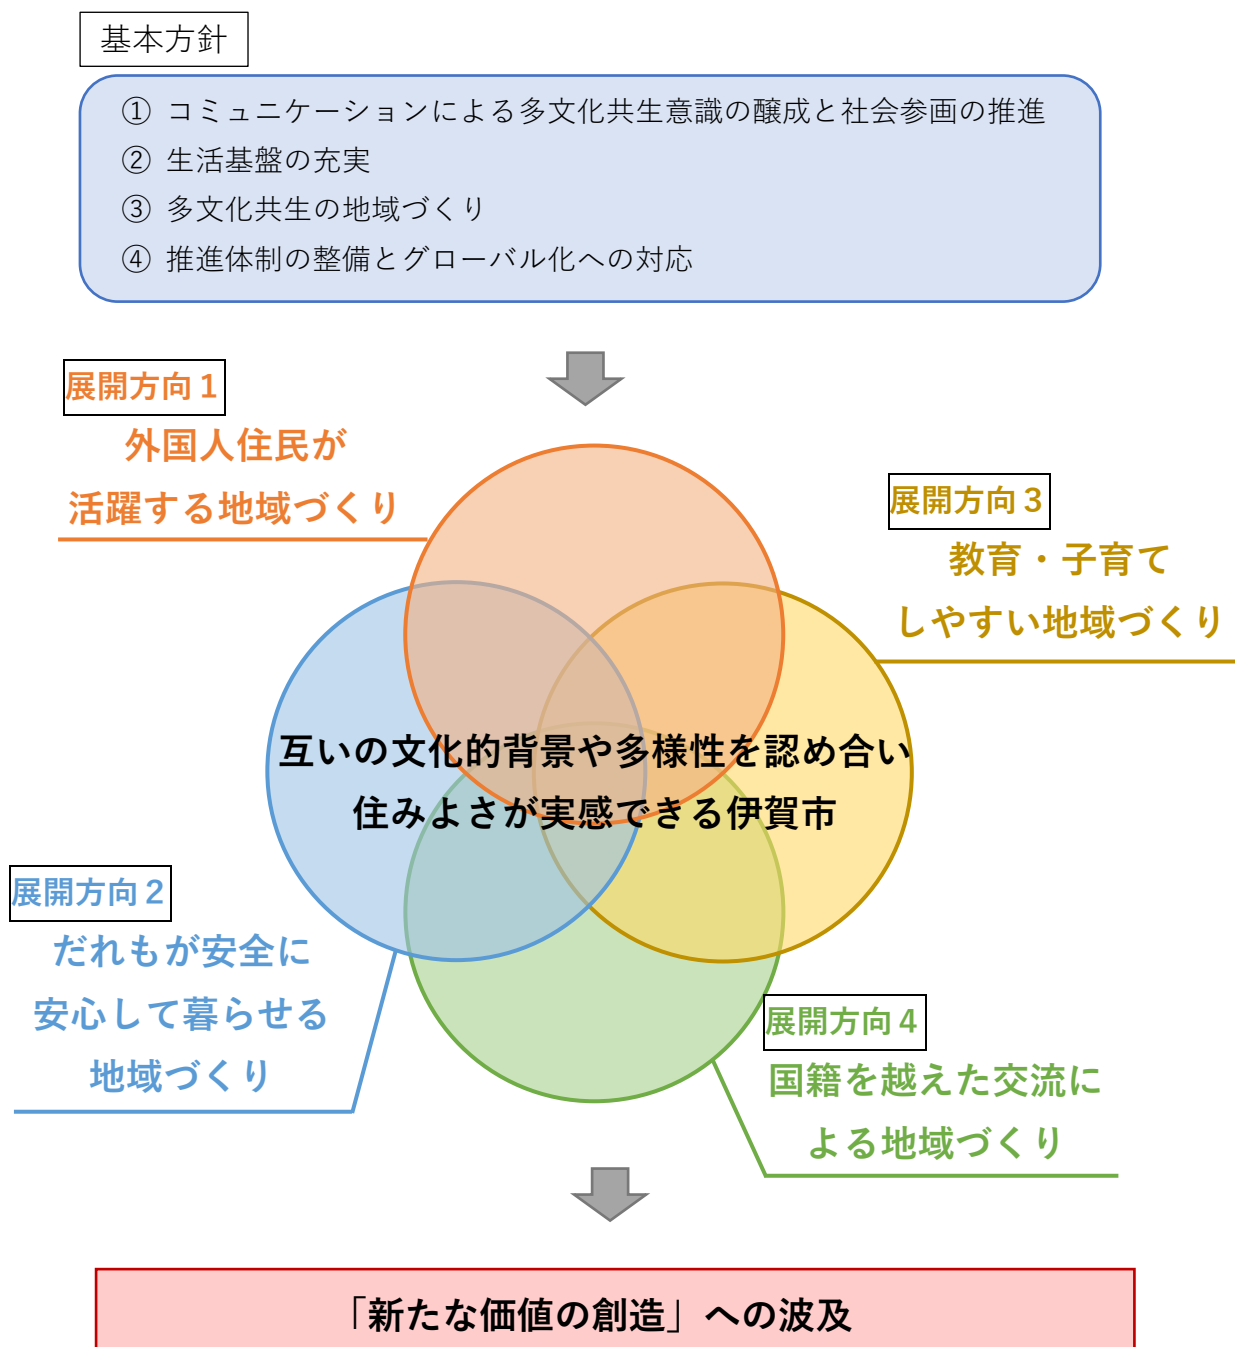 基本方針
① コミュニケーションによる多文化共生意識の醸成と社会参画の推進
② 生活基盤の充実
③ 多文化共生の地域づくり
④ 推進体制の整備とグローバル化への対応
展開方向１
外国人住民が
活躍する地域づくり
展開方向３
教育・子育て
しやすい地域づくり
互いの文化的背景や多様性を認め合い
住みよさが実感できる伊賀市
展開方向２
だれもが安全に
安心して暮らせる
地域づくり
展開方向４
国籍を越えた交流に
よる地域づくり
「新たな価値の創造」への波及